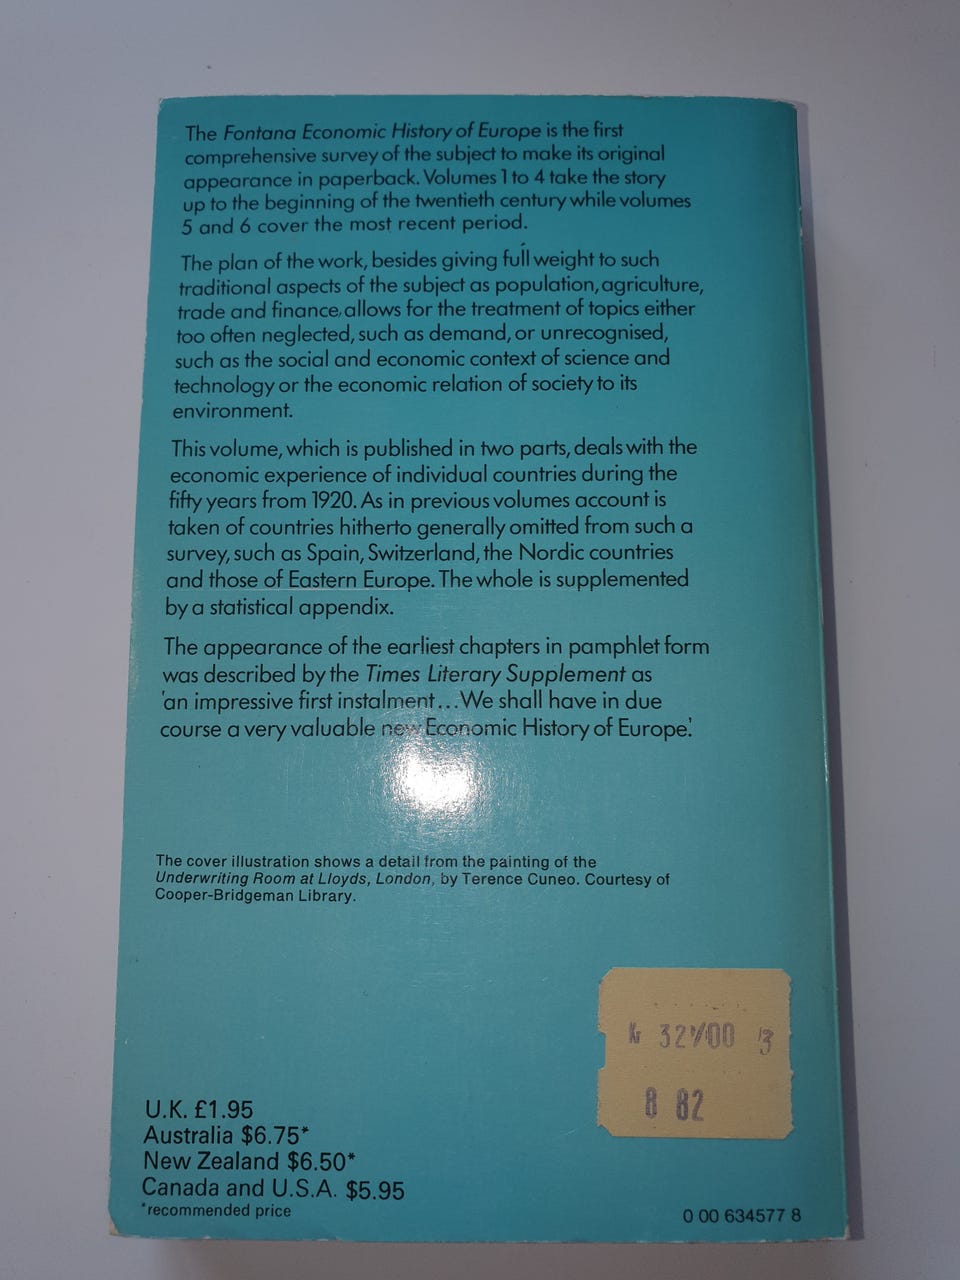 The Fontana Economic History of Europe is the first
comprehensive survey of the subject to make its original
appearance in paperback. Volumes 1 to 4 take the story
up to the beginning of the twentieth century while volumes
5 and 6 cover the most recent period.
The plan of the work, besides giving full weight to such
traditional aspects of the subject as population, agriculture,
trade and finance, allows for the treatment of topics either
too often neglected, such as demand, or unrecognised,
such as the social and economic context of science and
technology or the economic relation of society to its
environment.
This volume, which is published in two parts, deals with the
economic experience of individual countries during the
fifty years from 1920. As in previous volumes account is
taken of countries hitherto generally omitted from such a
survey, such as Spain, Switzerland, the Nordic countries
and those of Eastern Europe. The whole is supplemented
by a statistical appendix.
The appearance of the earliest chapters in pamphlet form
was described by the Times Literary Supplement as
'an impressive first instalment...We shall have in due
course a very valuable new Economic History of Europe.'
The cover illustration shows a detail from the painting of the
Underwriting Room at Lloyds, London, by Terence Cuneo. Courtesy of
Cooper-Bridgeman Library.
Kr 32 00
8 82
U.K. £1.95
Australia $6.75*
New Zealand $6.50*
Canada and U.S.A. $5.95
*recommended price
0 00 634577 8